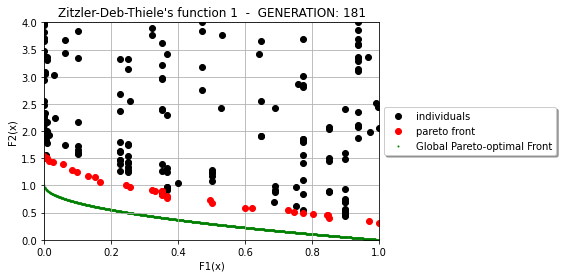 Zitzler-Deb-Thiele's function 1 - GENERATION: 181
4.0
3.5
3.0
2.5
2.0
1.5
1.0
0.5
0.0
F2(x)
0.0 0.2 0.4 0.6 0.8 1.0
F1(x)
individuals
pareto front
Global Pareto-optimal Front